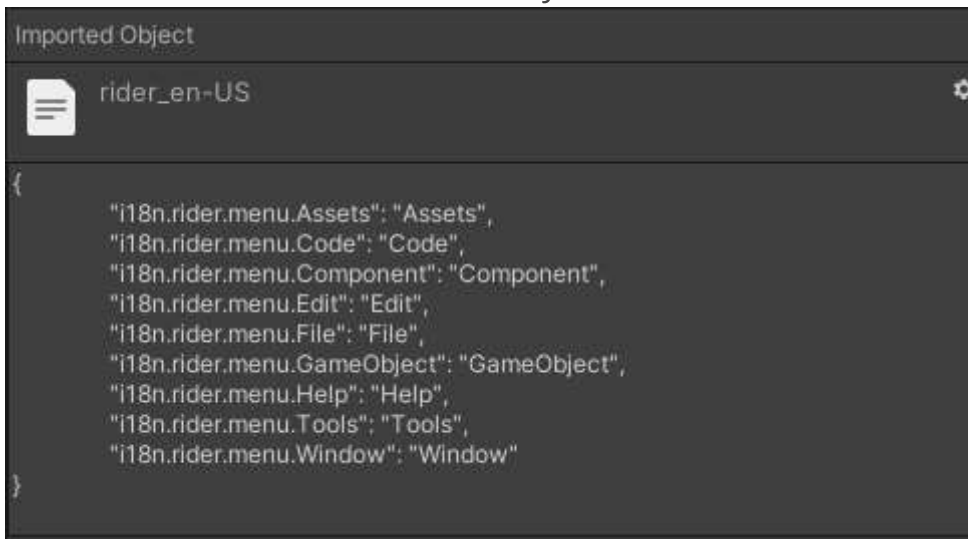 Imported Object
rider_en-US
{
"i18n.rider.menu.Assets": "Assets",
"i18n.rider.menu.Code": "Code",
"i18n.rider.menu.Component": "Component",
"i18n.rider.menu.Edit": "Edit",
"i18n.rider.menu.File": "File",
"i18n.rider.menu.GameObject": "GameObject",
"i18n.rider.menu.Help": "Help",
"i18n.rider.menu.Tools": "Tools",
"i18n.rider.menu.Window": "Window"
}